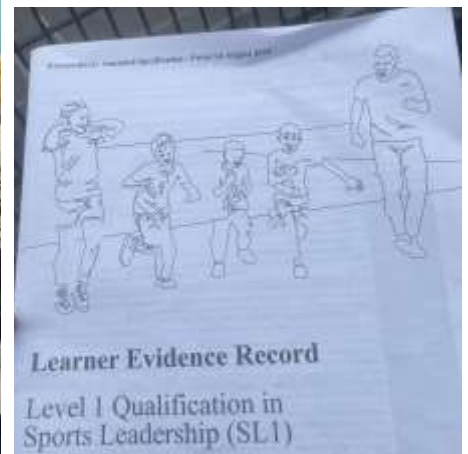 Learner Evidence Record
Level 1 Qualification in
Sports Leadership (SL1)